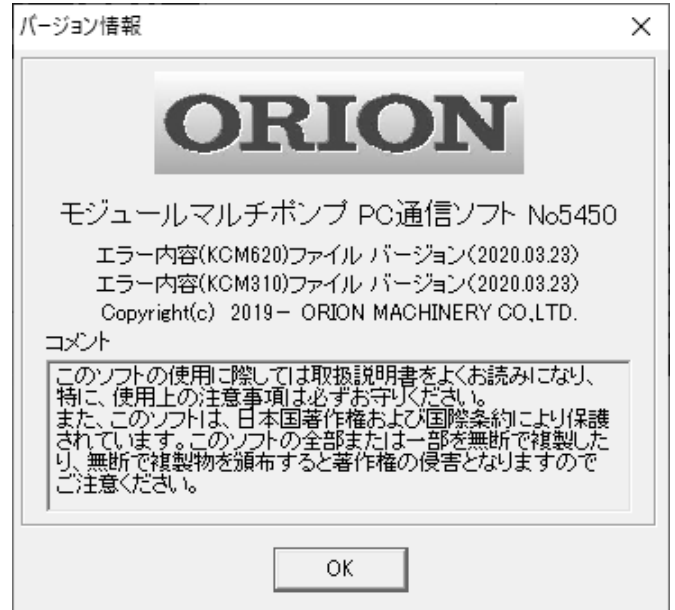 バージョン情報
ORION
モジュールマルチポンプ PC通信ソフト No5450
エラー内容(KCM620)ファイル バージョン(2020.03.23)
エラー内容(KCM310)ファイル バージョン(2020.03.23)
Copyright(c) 2019− ORION MACHINERY CO.,LTD.
コメント
このソフトの使用に際しては取扱説明書をよくお読みになり、
特に、使用上の注意事項は必ずお守りください。
また、このソフトは、日本国著作権および国際条約により保護
されています。このソフトの全部または一部を無断で複製した
り、無断で複製物を頒布すると著作権の侵害となりますので
ご注意ください。
OK